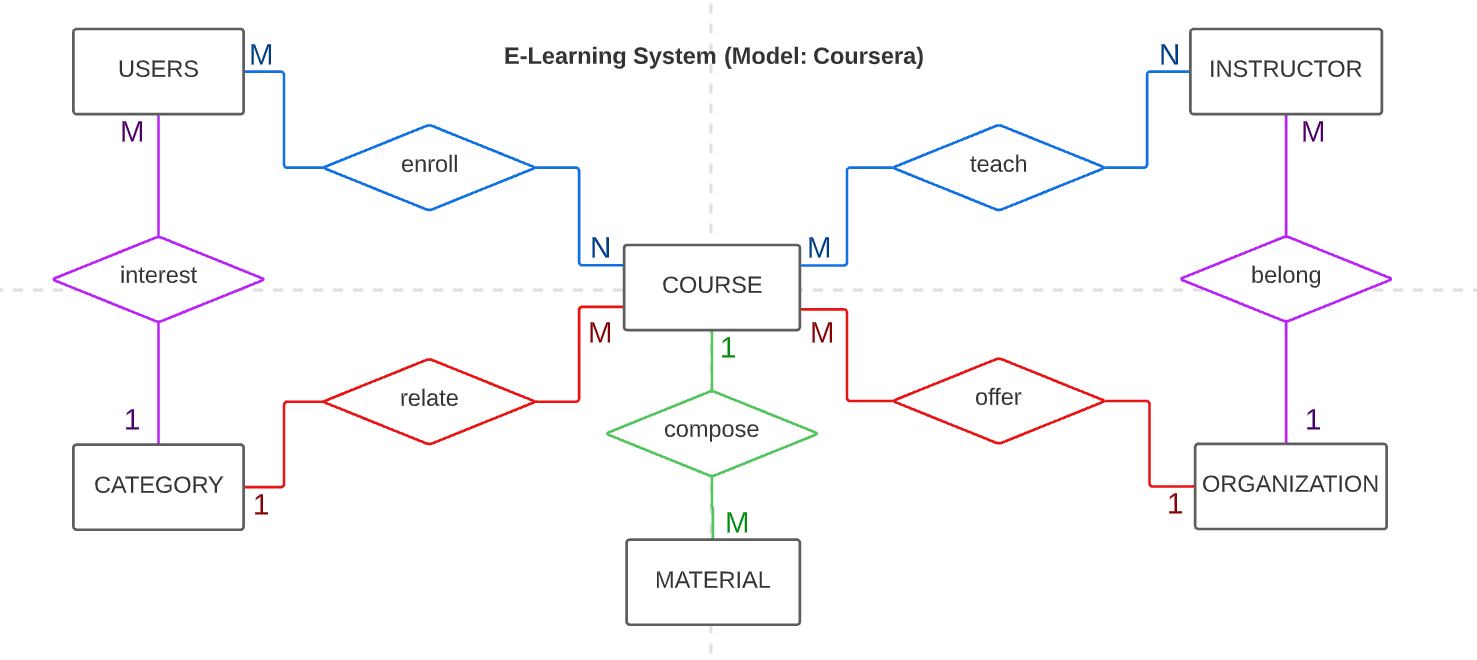 E-Learning System (Model: Coursera)
USERS
M
N
INSTRUCTOR
M
M
enroll
teach
N
M
COURSE
interest
belong
M
M
1
relate
offer
compose
1
1
CATEGORY
ORGANIZATION
1
1
M
MATERIAL